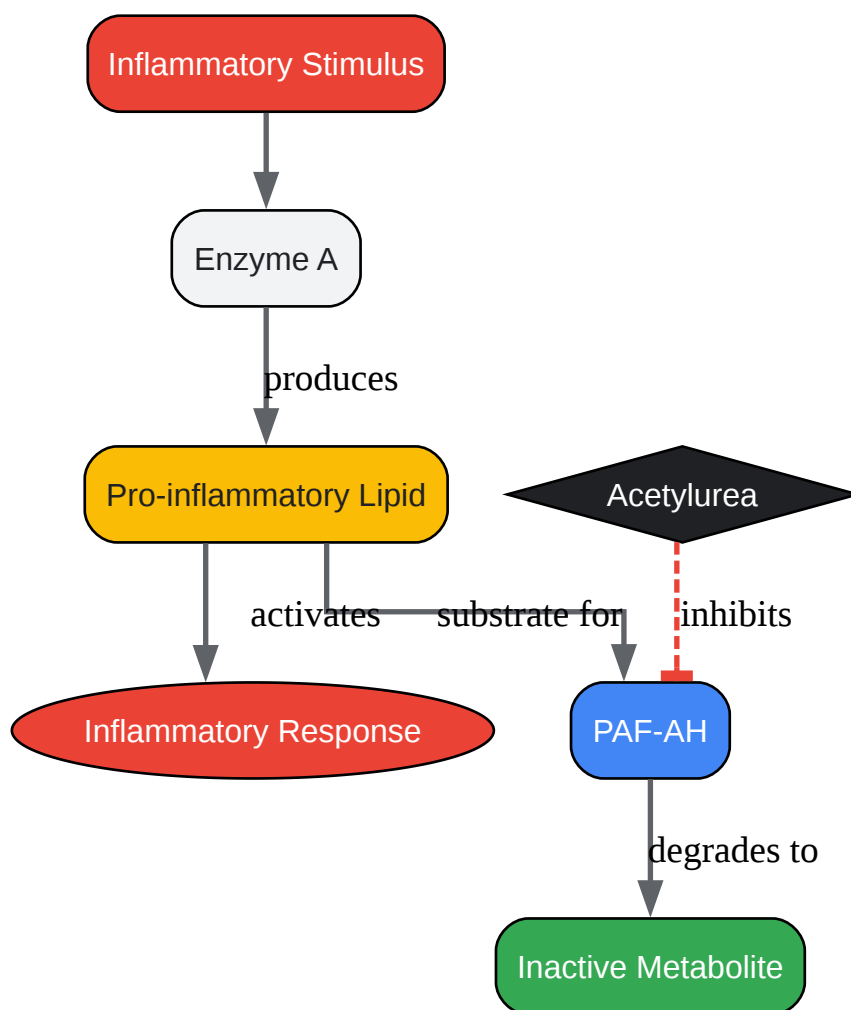 Inflammatory Stimulus
Enzyme A
produces
Pro-inflammatory Lipid
Acetylurea
activates
substrate for
inhibits
Inflammatory Response
PAF-AH
degrades to
Inactive Metabolite